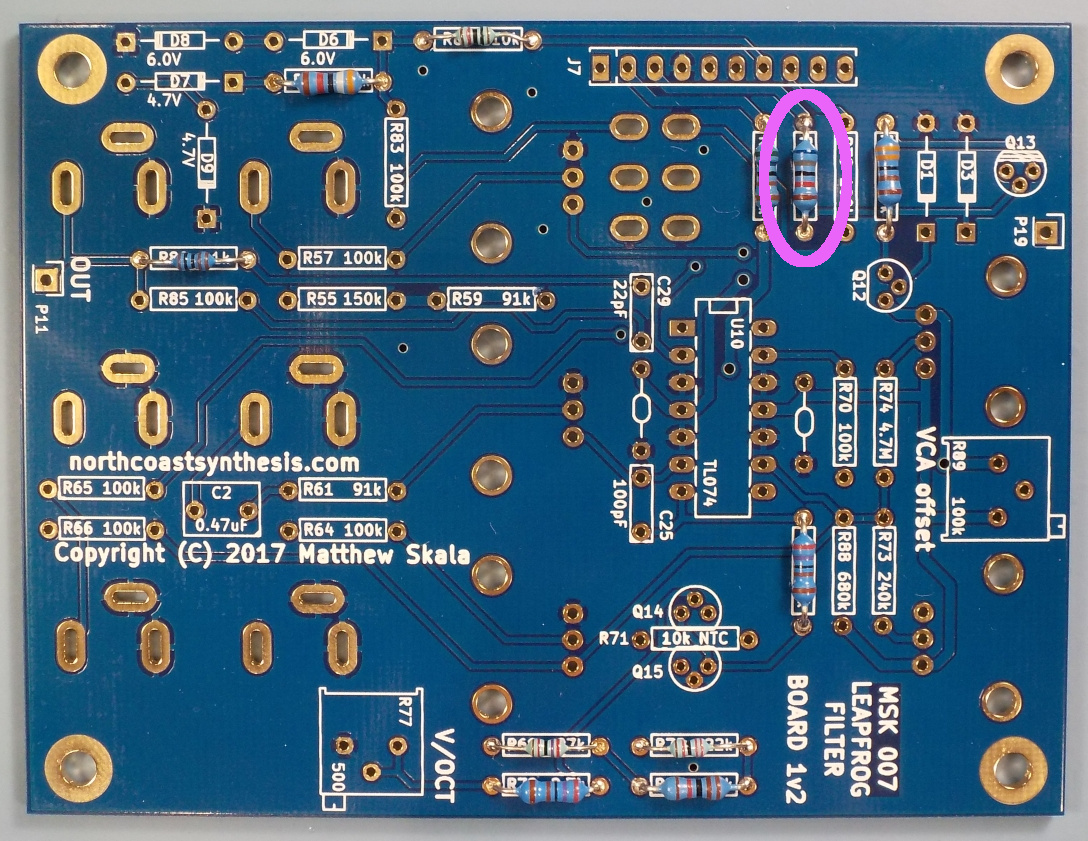 D8
6.0V
D6
6.0V
J7
D7
4.7V
4.7V
D9
R83 100k
D1
D3
Q13
P19
OUT
P11
R57 100k
R85 100k
R55 150k
R59 91k
C29
22pF
U10
TL074
Q12
R70 100k
R74 4.7M
VCA offset
R89
100k
northcoastsynthesis.com
R65 100k
C2
0.47uF
R61 91k
R66 100k
R64 100k
100pF
C25
Copyright (C) 2017 Matthew Skala
R88 680k
R73 240k
Q14
R71
10k NTC
Q15
R77
500
V/OCT
MSK 007
LEAPFROG
FILTER
BOARD 1v2